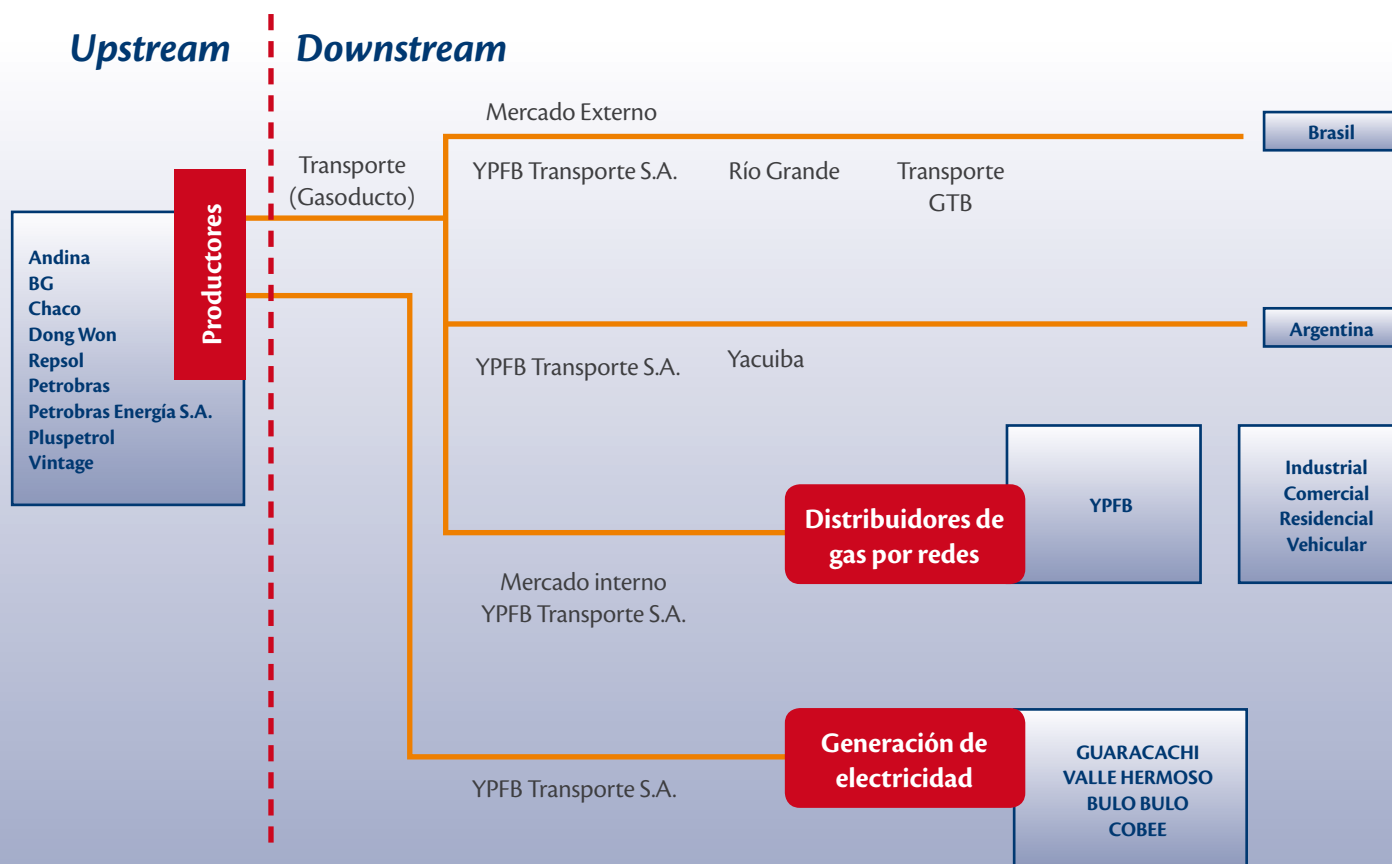 Upstream
Downstream
Mercado Externo
Brasil
Transporte
(Gasoducto)
YPFB Transporte S.A.
Río Grande
Transporte
GTB
Productores
Andina
BG
Chaco
Dong Won
Repsol
Petrobras
Petrobras Energía S.A.
Pluspetrol
Vintage
Argentina
YPFB Transporte S.A.
Yacuiba
Distribuidores de
gas por redes
YPFB
Industrial
Comercial
Residencial
Vehicular
Mercado interno
YPFB Transporte S.A.
Generación de
electricidad
GUARACACHI
VALLE HERMOSO
BULO BULO
COBEE
YPFB Transporte S.A.